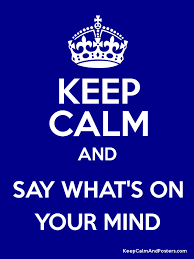 KEEP
CALM
AND
SAY WHAT'S ON
YOUR MIND
KeepCalmAndPosters.com